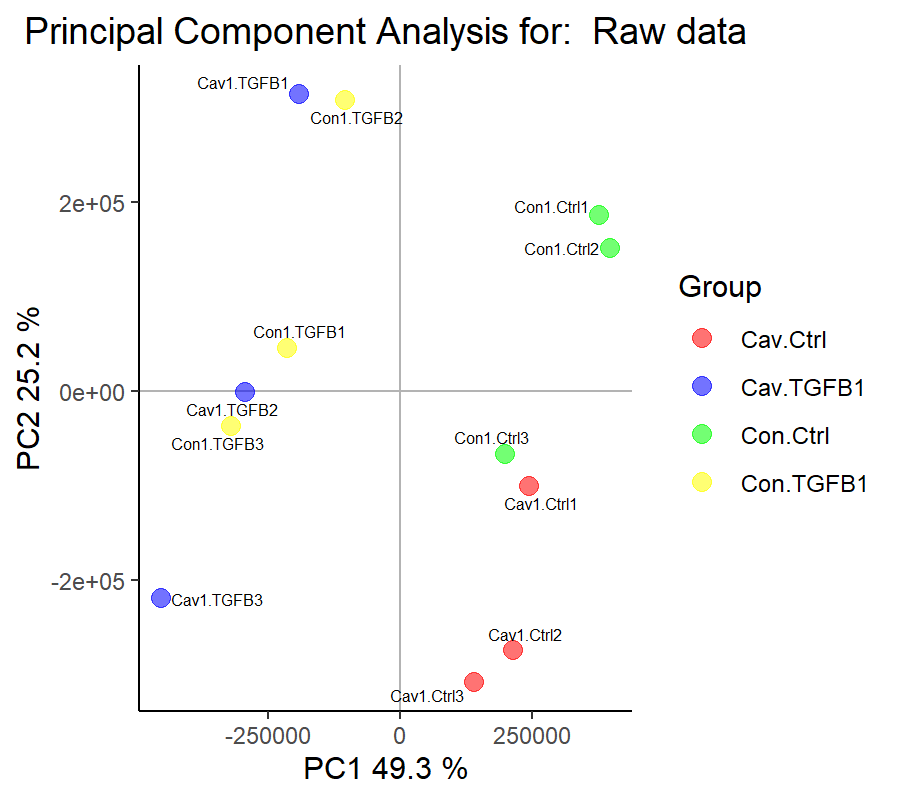 Principal Component Analysis for:  Raw data
Cav1.TGFB1
Con1.TGFB2
2e+05
Con1.Ctrl1
Con1.Ctrl2
Group
Con1.TGFB1
Cav.Ctrl
Cav.TGFB1
0e+00
Cav1.TGFB2
Con1.TGFB3
Con1.Ctrl3
Con.Ctrl
Con.TGFB1
Cav1.Ctrl1
-2e+05
Cav1.TGFB3
Cav1.Ctrl2
Cav1.Ctrl3
PC2 25.2 %
-250000
0
250000
PC1 49.3 %